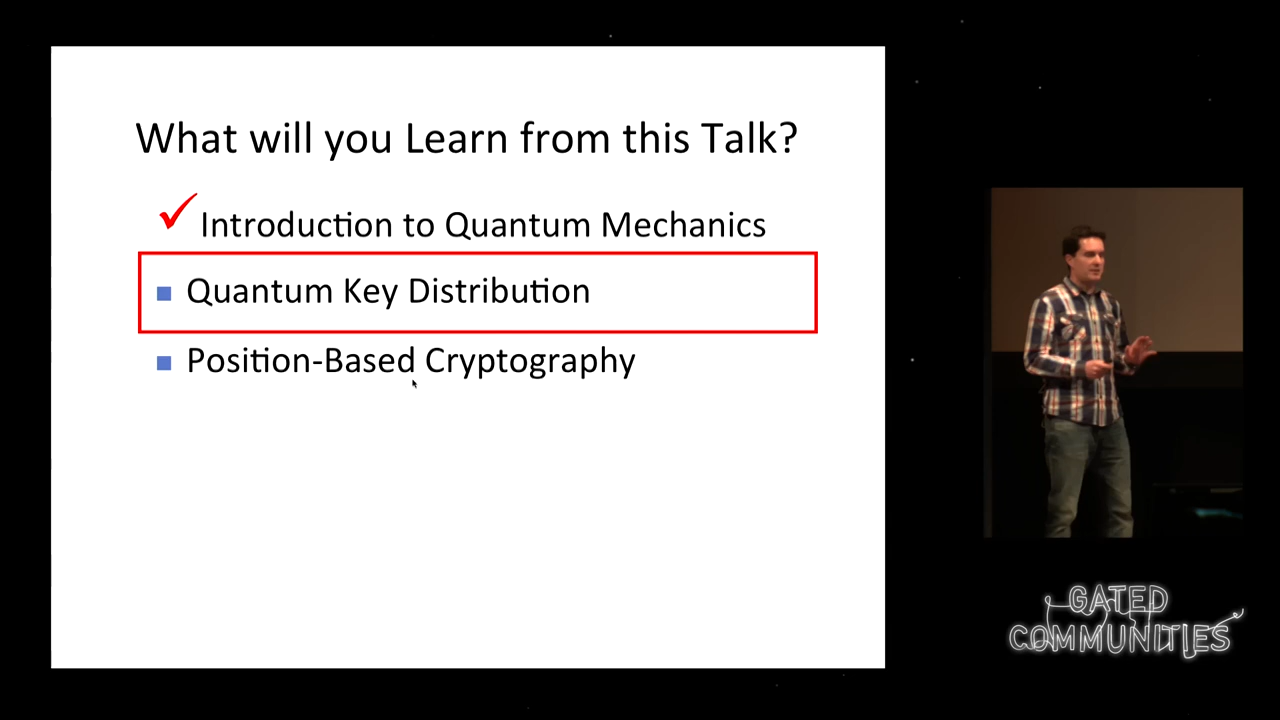 What will you Learn from this Talk?
Introduction to Quantum Mechanics
Quantum Key Distribution
Position-Based Cryptography
GATED
COMMUNITIES